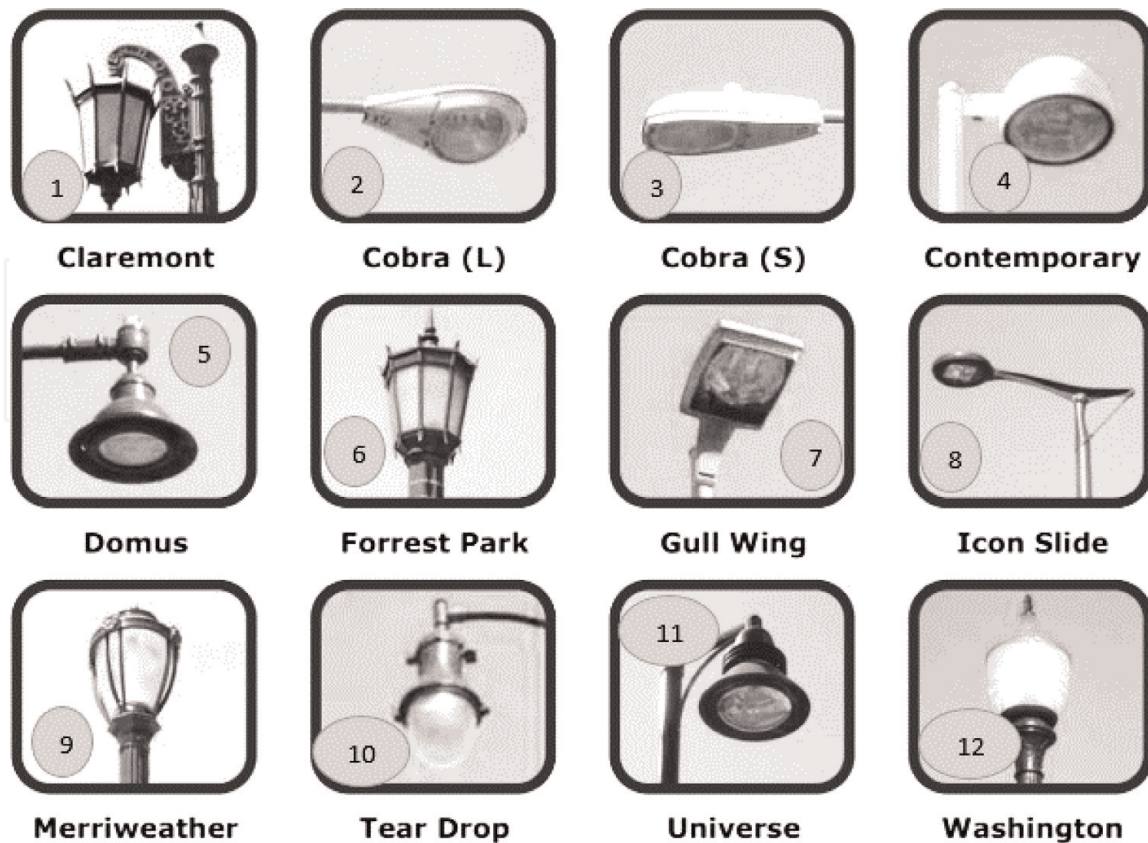 1
2
3
4
Claremont
Cobra (L)
Cobra (S)
Contemporary
5
6
7
8
Domus
Forrest Park
Gull Wing
Icon Slide
9
10
11
12
Merriweather
Tear Drop
Universe
Washington